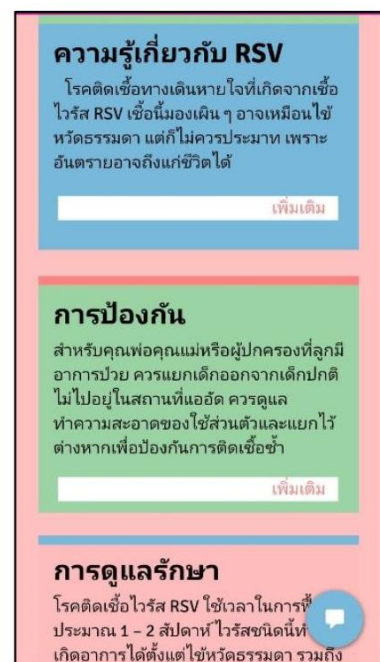 ความรู้เกี่ยวกับ RSV
โรคติดเชื้อทางเดินหายใจที่เกิดจากเชื้อ
ไวรัส RSV เชื้อนี้มองเผิน ๆ อาจเหมือนไข้
หวัดธรรมดา แต่ก็ไม่ควรประมาท เพราะ
อันตรายอาจถึงแก่ชีวิตได้
เพิ่มเติม
การป้องกัน
สำหรับคุณพ่อคุณแม่หรือผู้ปกครองที่ลูกมี
อาการป่วย ควรแยกเด็กออกจากเด็กปกติ
ไม่ไปอยู่ในสถานที่แออัด ควรดูแล
ทำความสะอาดของใช้ส่วนตัวและแยกไว้
ต่างหากเพื่อป้องกันการติดเชื้อซ้ำ
เพิ่มเติม
การดูแลรักษา
โรคติดเชื้อไวรัส RSV ใช้เวลาในการ
ประมาณ 1 – 2 สัปดาห์ ไวรัสชนิดนี้
เกิดอาการได้ตั้งแต่ไข้หวัดธรรมดา รวมถึง